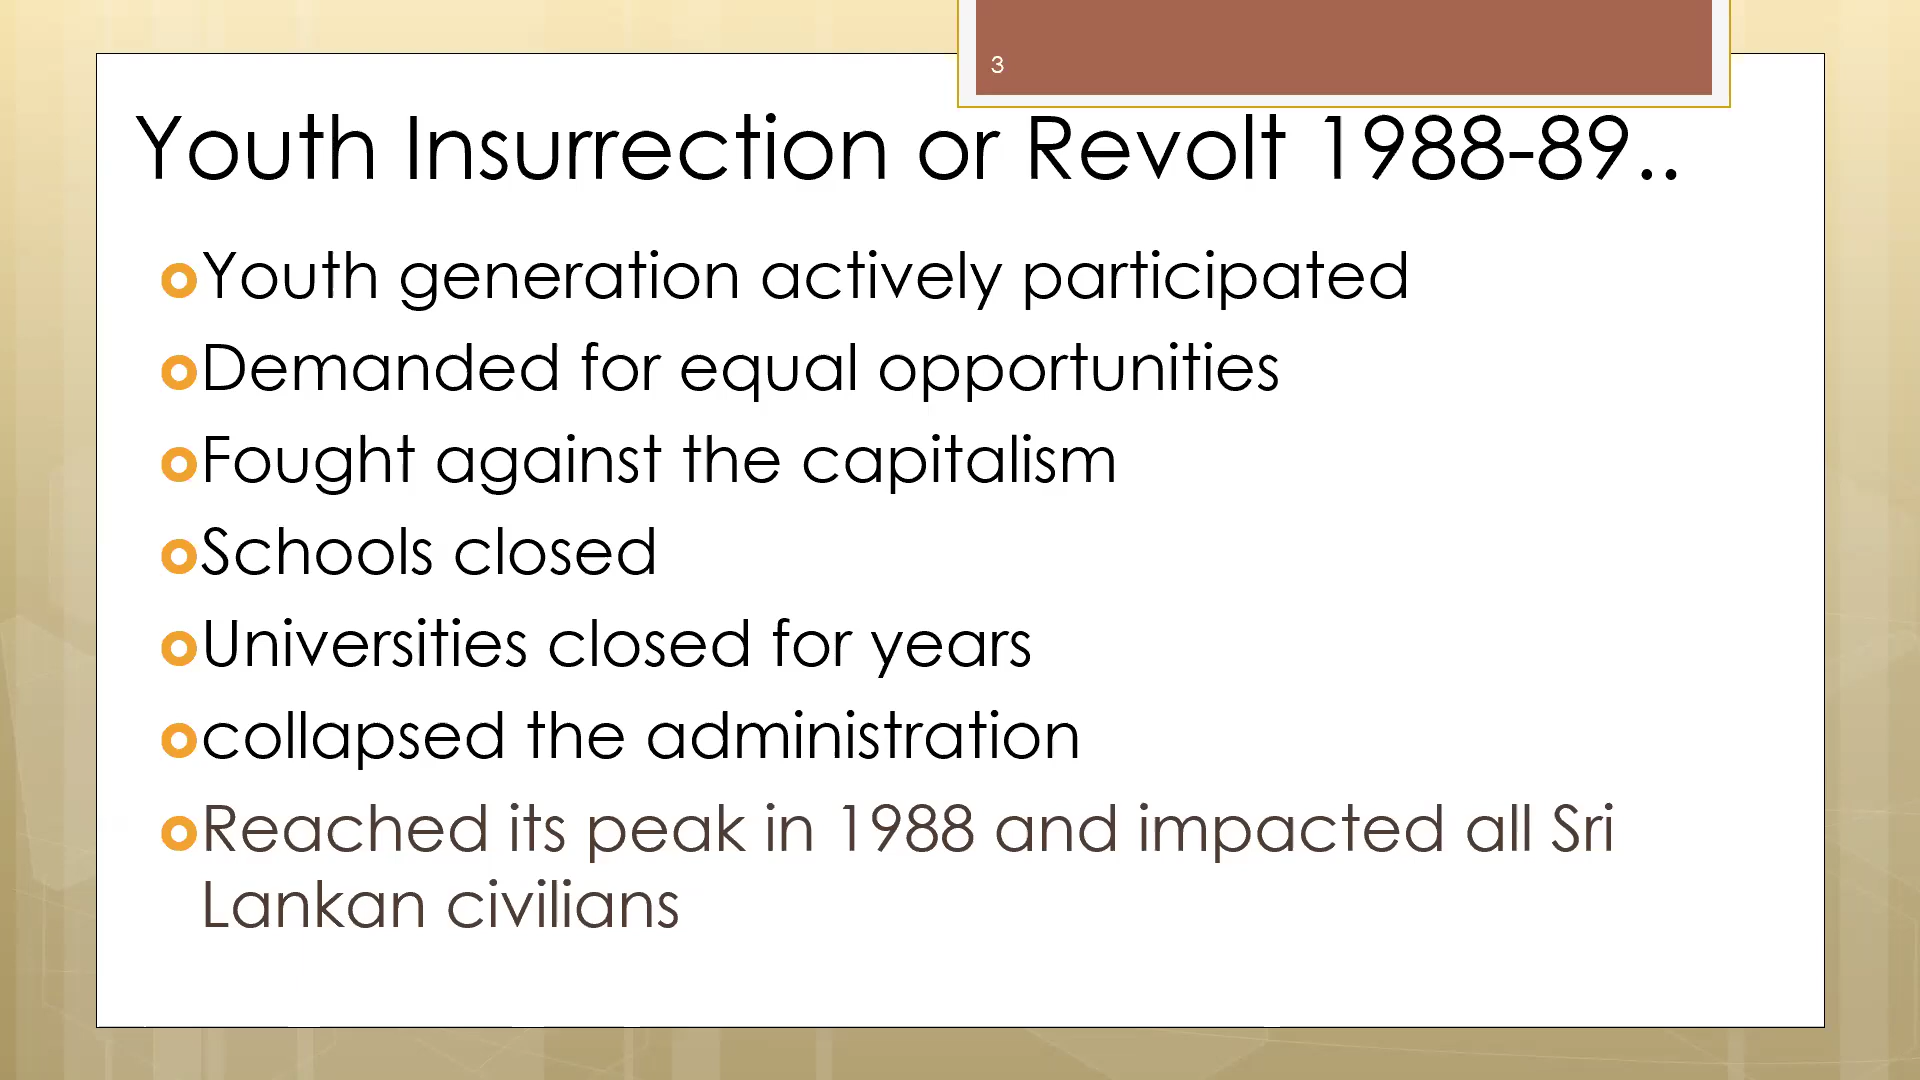 3
Youth Insurrection or Revolt 1988-89..
Youth generation actively participated
Demanded for equal opportunities
Fought against the capitalism
Schools closed
Universities closed for years
collapsed the administration
Reached its peak in 1988 and impacted all Sri
Lankan civilians